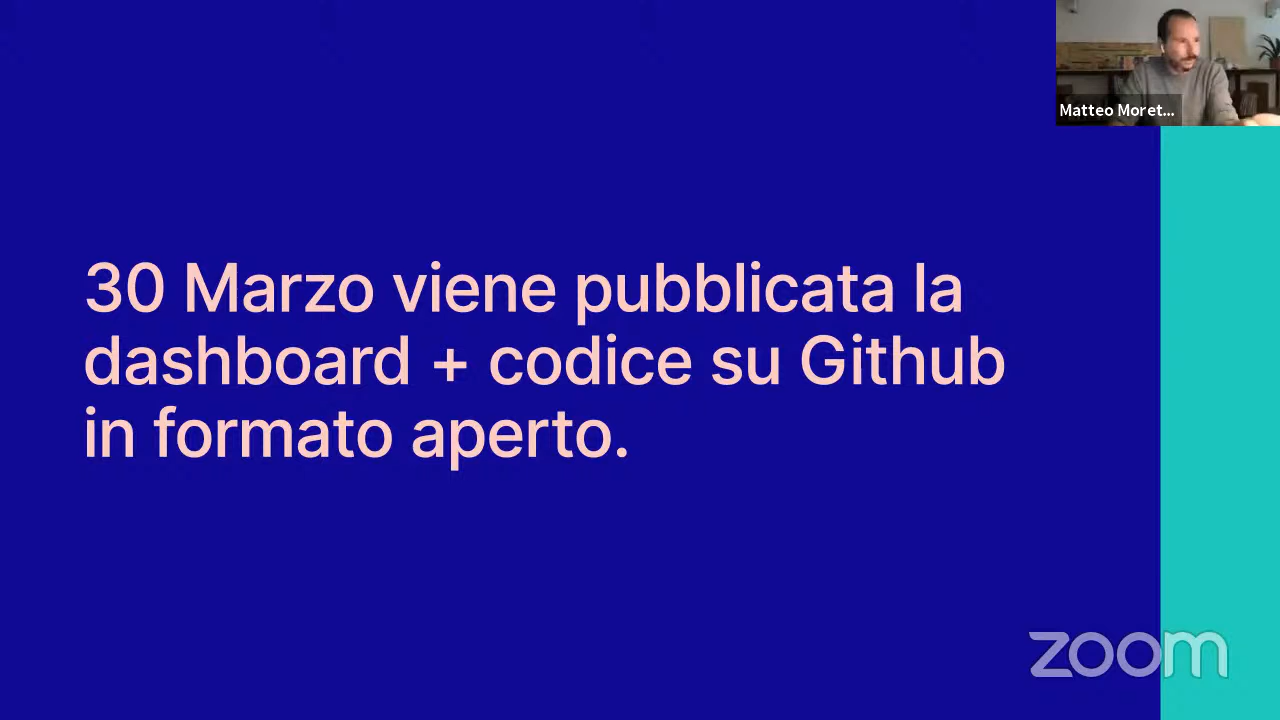 Matteo Moret...
30 Marzo viene pubblicata la
dashboard + codice su Github
in formato aperto.
zoom